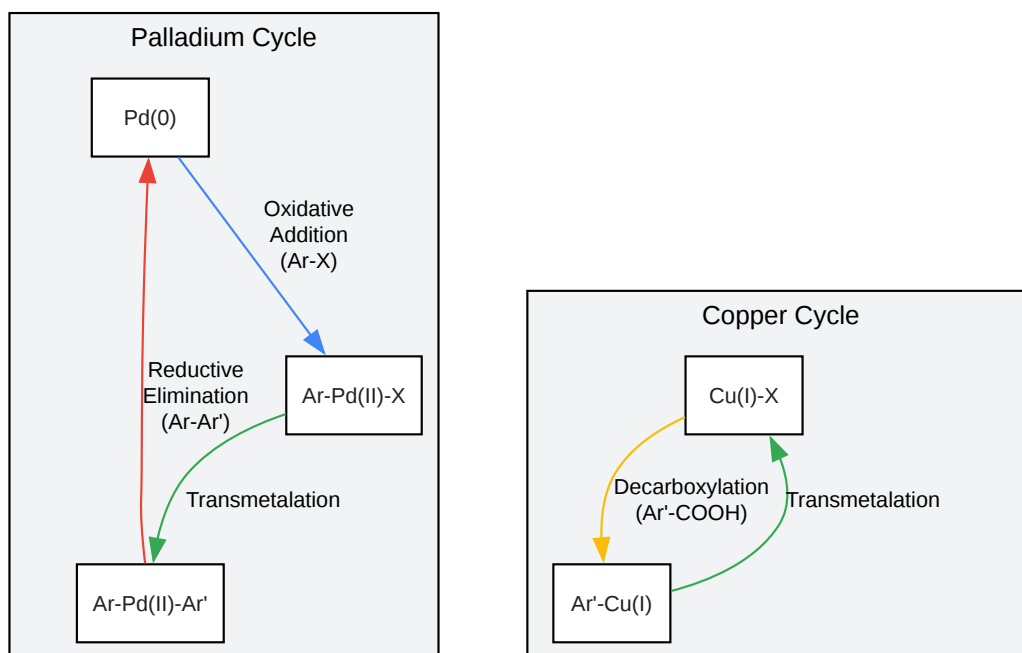 Palladium Cycle
Pd(0)
Oxidative
Addition
(Ar-X)
Reductive
Elimination
(Ar-Ar')
Ar-Pd(II)-X
Transmetalation
Ar-Pd(II)-Ar'
Copper Cycle
Cu(I)-X
Decarboxylation
(Ar'-COOH)
Transmetalation
Ar'-Cu(I)